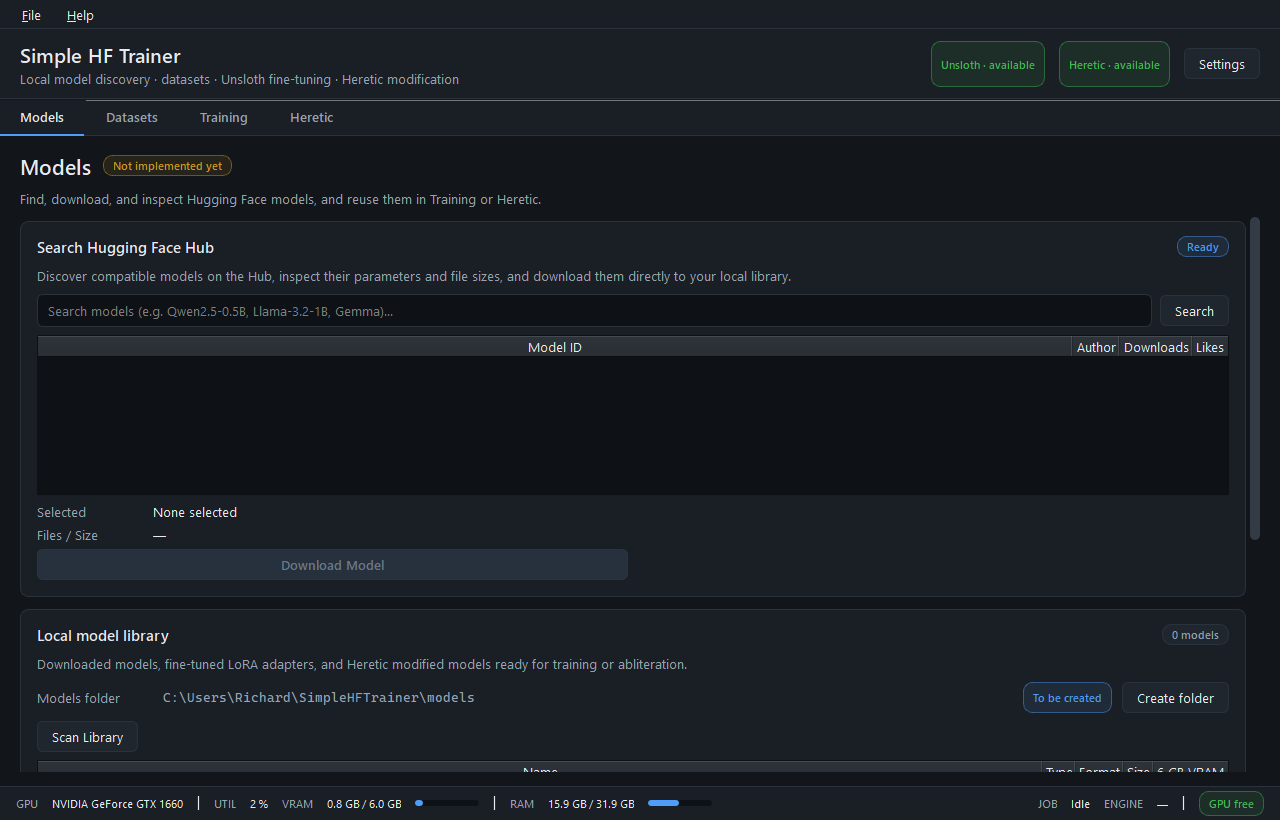 File Help
Simple HF Trainer
Local model discovery · datasets · Unsloth fine-tuning · Heretic modification
Unsloth · available
Heretic · available
Settings
Models Datasets Training Heretic
Models Not implemented yet
Find, download, and inspect Hugging Face models, and reuse them in Training or Heretic.
Search Hugging Face Hub Ready
Discover compatible models on the Hub, inspect their parameters and file sizes, and download them directly to your local library.
Search models (e.g. Qwen2.5-0.5B, Llama-3.2-1B, Gemma)... Search
Model ID Author Downloads Likes
Selected None selected
Files / Size —
Download Model
Local model library 0 models
Downloaded models, fine-tuned LoRA adapters, and Heretic modified models ready for training or abliteration.
Models folder C:\Users\Richard\SimpleHFTrainer\models To be created Create folder
Scan Library
Name Type Format Size 6 GB VRAM
GPU NVIDIA GeForce GTX 1660 UTIL 2 % VRAM 0.8 GB / 6.0 GB RAM 15.9 GB / 31.9 GB JOB Idle ENGINE — GPU free